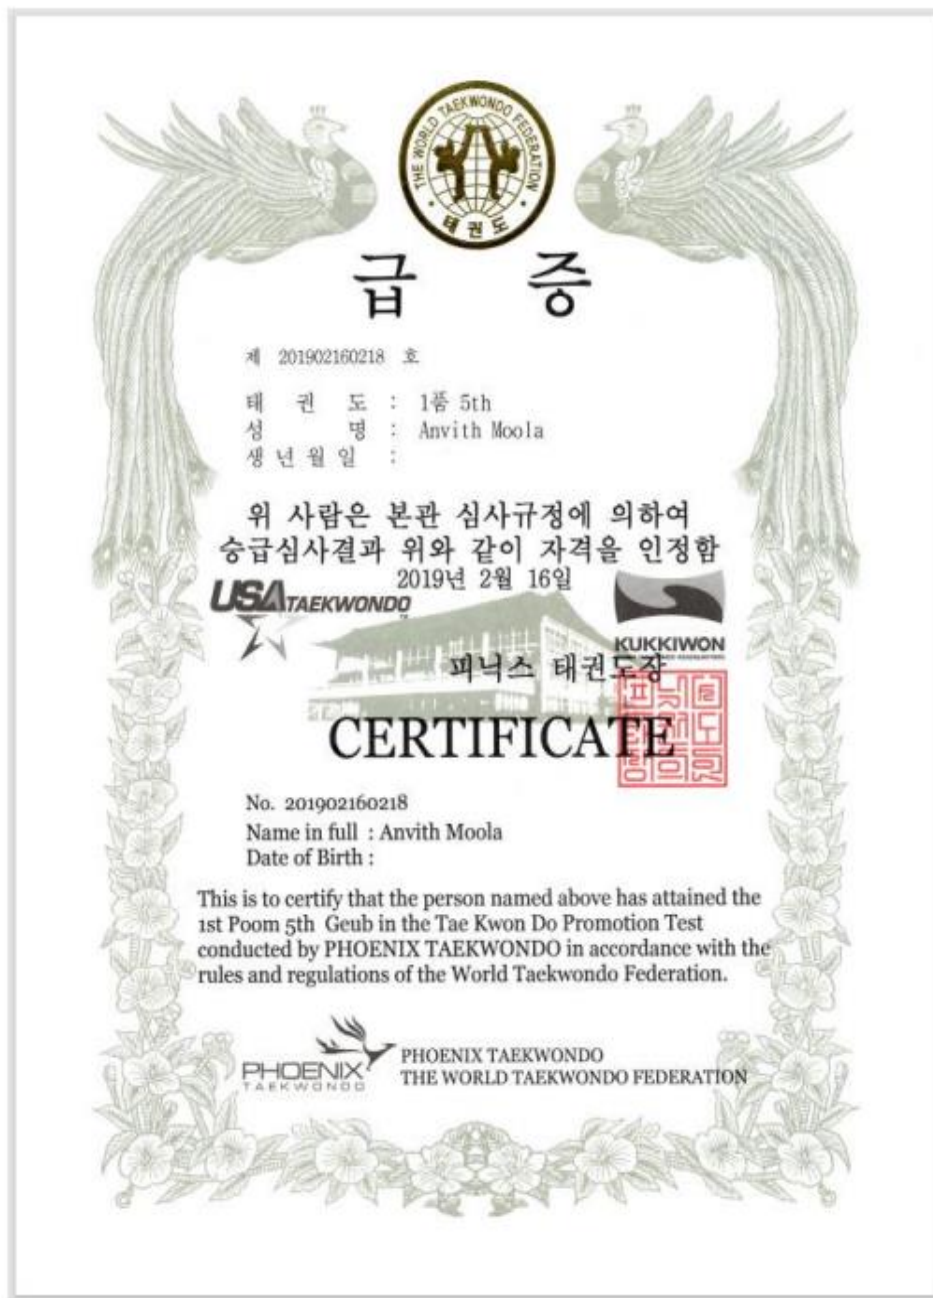 THE WORLD TAEKWONDO FEDERATION
태권도
급 증
제 201902160218 호
태 권 도 : 1품 5th
성 명 : Anvith Moola
생년월일 :
위 사람은 본관 심사규정에 의하여
승급심사결과 위와 같이 자격을 인정함
2019년 2월 16일
USA TAEKWONDO
KUKKIWON
피닉스 태권도장
CERTIFICATE
No. 201902160218
Name in full : Anvith Moola
Date of Birth :
This is to certify that the person named above has attained the
1st Poom 5th Geub in the Tae Kwon Do Promotion Test
conducted by PHOENIX TAEKWONDO in accordance with the
rules and regulations of the World Taekwondo Federation.
PHOENIX
TAEKWONDO
PHOENIX TAEKWONDO
THE WORLD TAEKWONDO FEDERATION